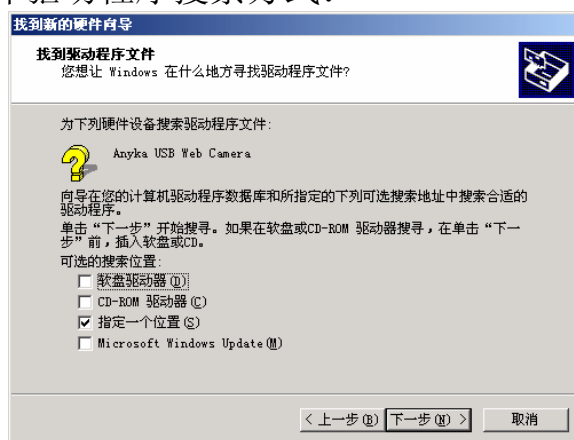 驱动程序搜索方式.
找到新的硬件向导
找到驱动程序文件
您想让 Windows 在什么地方寻找驱动程序文件?
为下列硬件设备搜索驱动程序文件:
Anyka USB Web Camera
向导在您的计算机驱动程序数据库和所指定的下列可选搜索地址中搜索合适的
驱动程序。
单击“下一步”开始搜寻。如果在软盘或CD-ROM 驱动器搜寻，在单击“下一
步”前，插入软盘或CD。
可选的搜索位置:
软盘驱动器(D)
CD-ROM 驱动器(C)
指定一个位置(S)
Microsoft Windows Update(M)
< 上一步(B) 下一步(N) > 取消